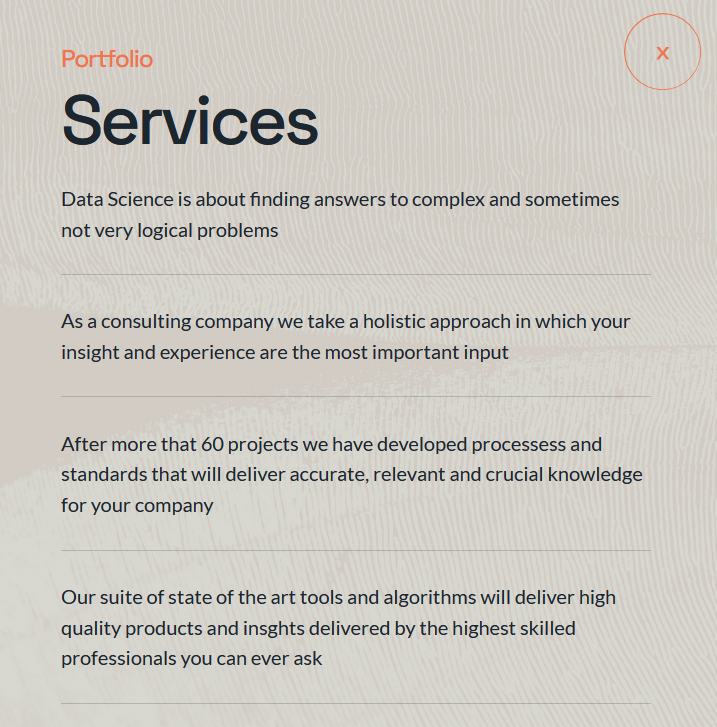 Portfolio
X
Services
Data Science is about finding answers to complex and sometimes
not very logical problems
As a consulting company we take a holistic approach in which your
insight and experience are the most important input
After more that 60 projects we have developed processess and
standards that will deliver accurate, relevant and crucial knowledge
for your company
Our suite of state of the art tools and algorithms will deliver high
quality products and insghts delivered by the highest skilled
professionals you can ever ask